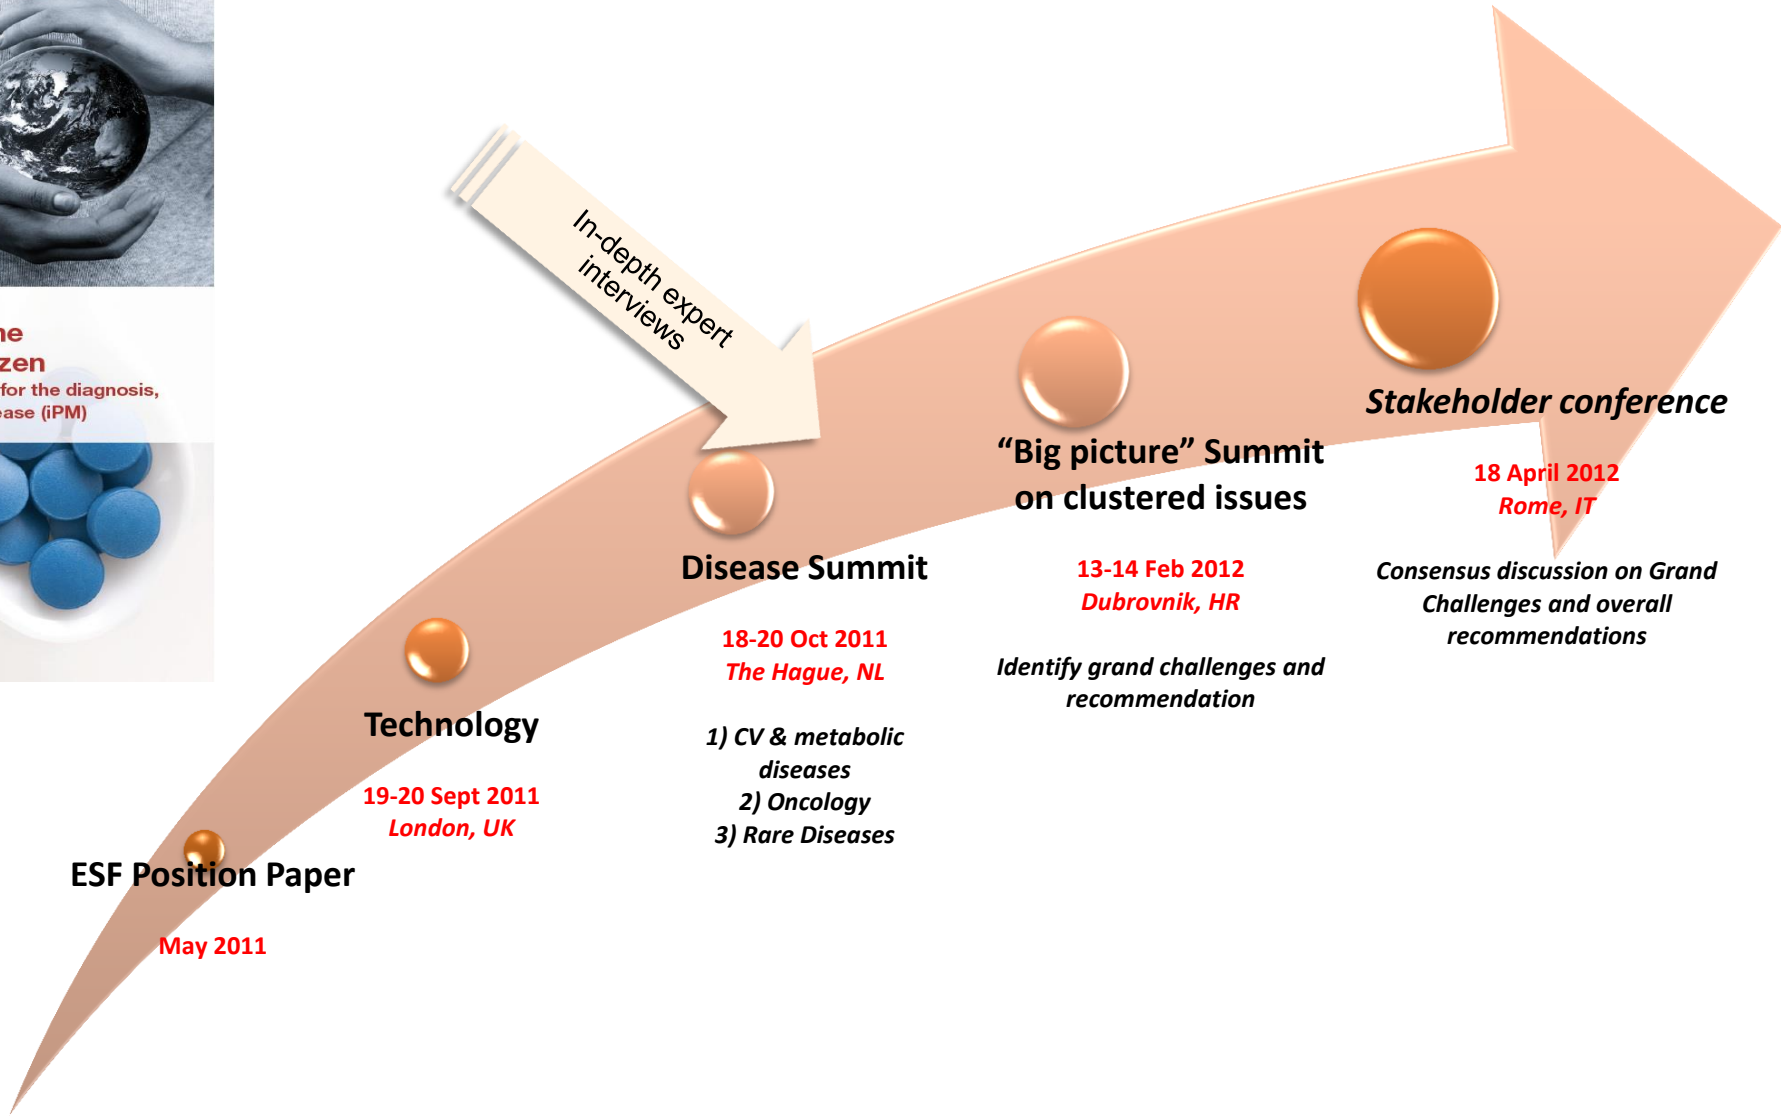 for the diagnosis,
(iPM)
In-depth expert
interviews
Stakeholder conference
18 April 2012
Rome, IT
Consensus discussion on Grand
Challenges and overall
recommendations
“Big picture” Summit
on clustered issues
13-14 Feb 2012
Dubrovnik, HR
Identify grand challenges and
recommendation
Disease Summit
18-20 Oct 2011
The Hague, NL
1) CV & metabolic
diseases
2) Oncology
3) Rare Diseases
Technology
19-20 Sept 2011
London, UK
ESF Position Paper
May 2011